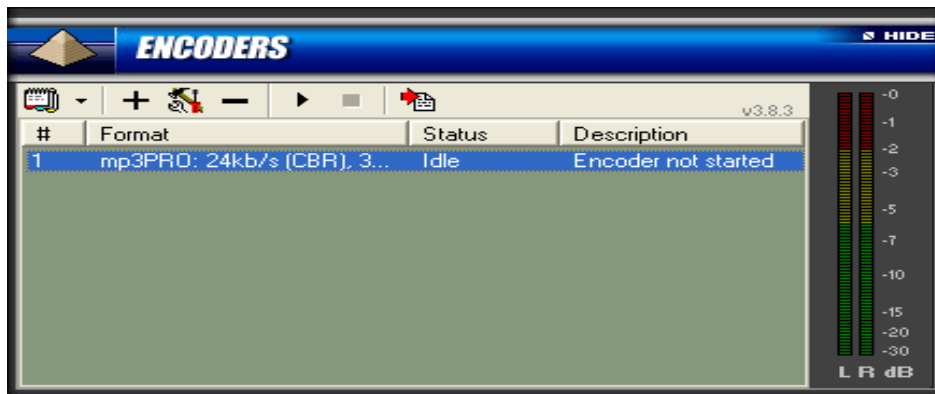 ENCODERS
HIDE
v3.8.3
# Format Status Description
1 mp3PRO: 24kb/s (CBR), 3... Idle Encoder not started
-0
-1
-2
-3
-5
-7
-10
-15
-20
-30
L R dB